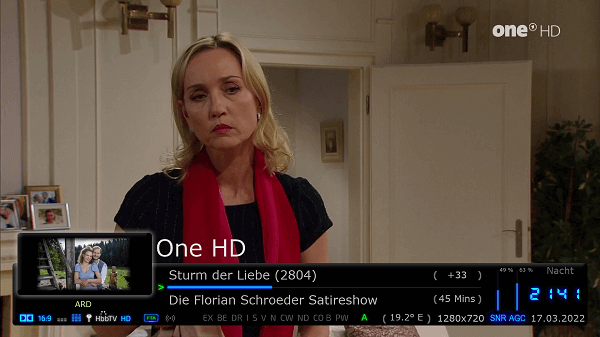 one HD
One HD
Sturm der Liebe (2804) ( +33 )
Die Florian Schroeder Satireshow (45 Mins)
49 % 63 %
Nacht
21:41
ARD
16:9 HbbTV HD FTA EX BE DR I S V N CW ND CO B PW A ( 19.2° E ) 1280x720 SNR AGC 17.03.2022